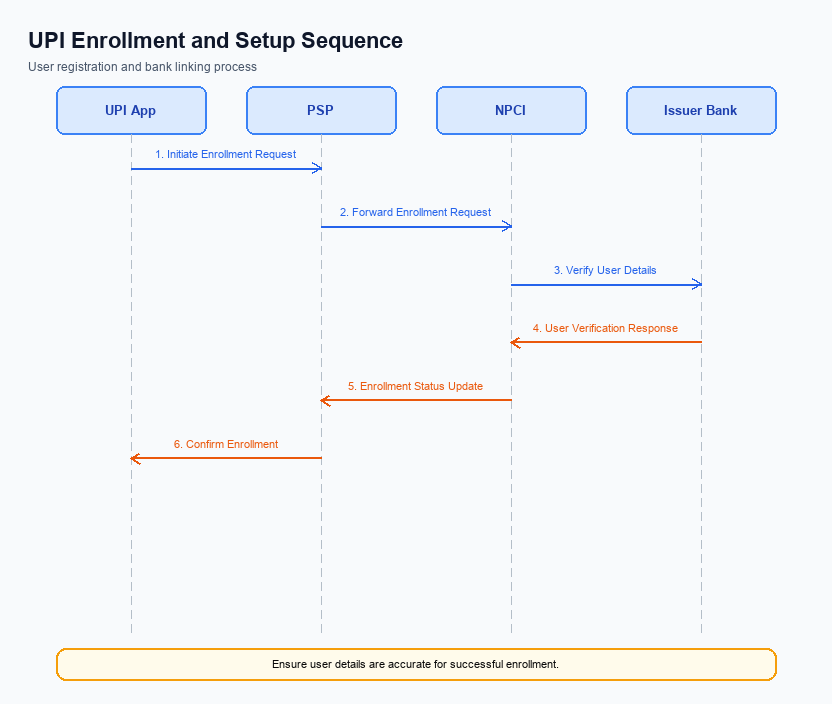 UPI Enrollment and Setup Sequence
User registration and bank linking process
UPI App
PSP
NPCI
Issuer Bank
1. Initiate Enrollment Request
2. Forward Enrollment Request
3. Verify User Details
4. User Verification Response
5. Enrollment Status Update
6. Confirm Enrollment
Ensure user details are accurate for successful enrollment.